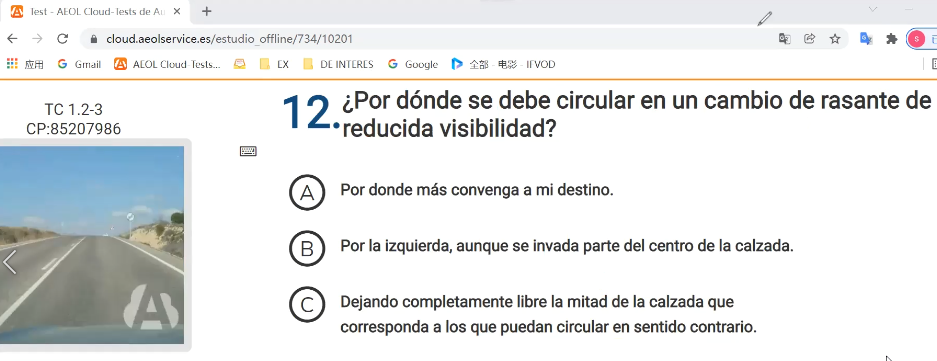 Test - AEOL Cloud-Tests de Au
cloud.aeolservice.es/estudio_offline/734/10201
应用 Gmail AEOL Cloud-Tests... EX DE INTERES Google 全部 - 电影 - IFVOD
TC 1.2-3
CP:85207986
12. ¿Por dónde se debe circular en un cambio de rasante de
reducida visibilidad?
A Por donde más convenga a mi destino.
B Por la izquierda, aunque se invada parte del centro de la calzada.
C Dejando completamente libre la mitad de la calzada que
corresponda a los que puedan circular en sentido contrario.